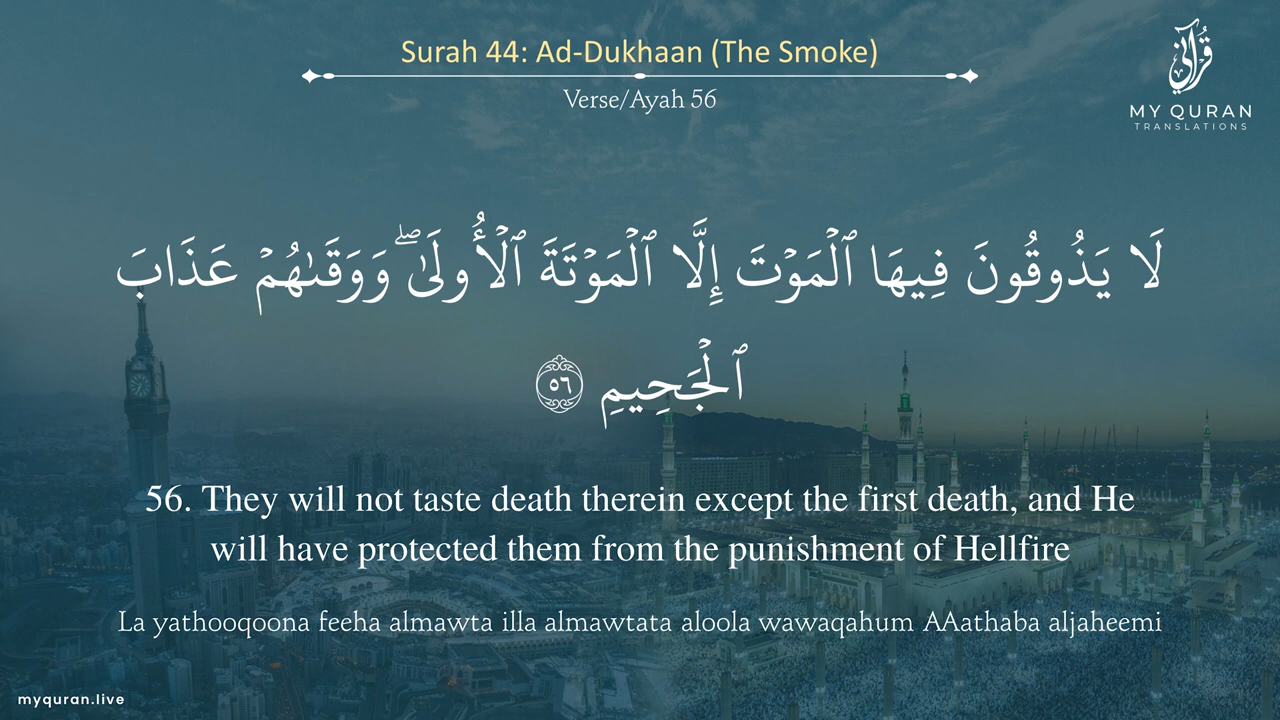 Surah 44: Ad-Dukhaan (The Smoke)
Verse/Ayah 56
قرآني
MY QURAN
TRANSLATIONS
لَا يَذُوقُونَ فِيهَا ٱلْمَوْتَ إِلَّا ٱلْمَوْتَةَ ٱلْأُولَىٰ ۖ وَوَقَىٰهُمْ عَذَابَ
ٱلْجَحِيمِ ٥٦
56. They will not taste death therein except the first death, and He
will have protected them from the punishment of Hellfire
La yathooqoona feeha almawta illa almawtata aloola wawaqahum AAathaba aljaheemi
myquran.live